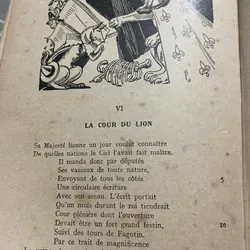 VI
LA COUR DU LION
Sa Majesté lionne un jour voulut connaître
De quelles nations le Ciel l'avait fait maître.
Il manda donc par députés
Ses vassaux de toute nature,
Envoyant de tous les côtés 5
Une circulaire écriture
Avec son sceau. L'écrit portait
Qu'un mois durant le roi tiendrait
Cour plénière dont l'ouverture
Devait être un fort grand festin, 10
Suivi des tours de Fagotin.
Par ce trait de magnificence